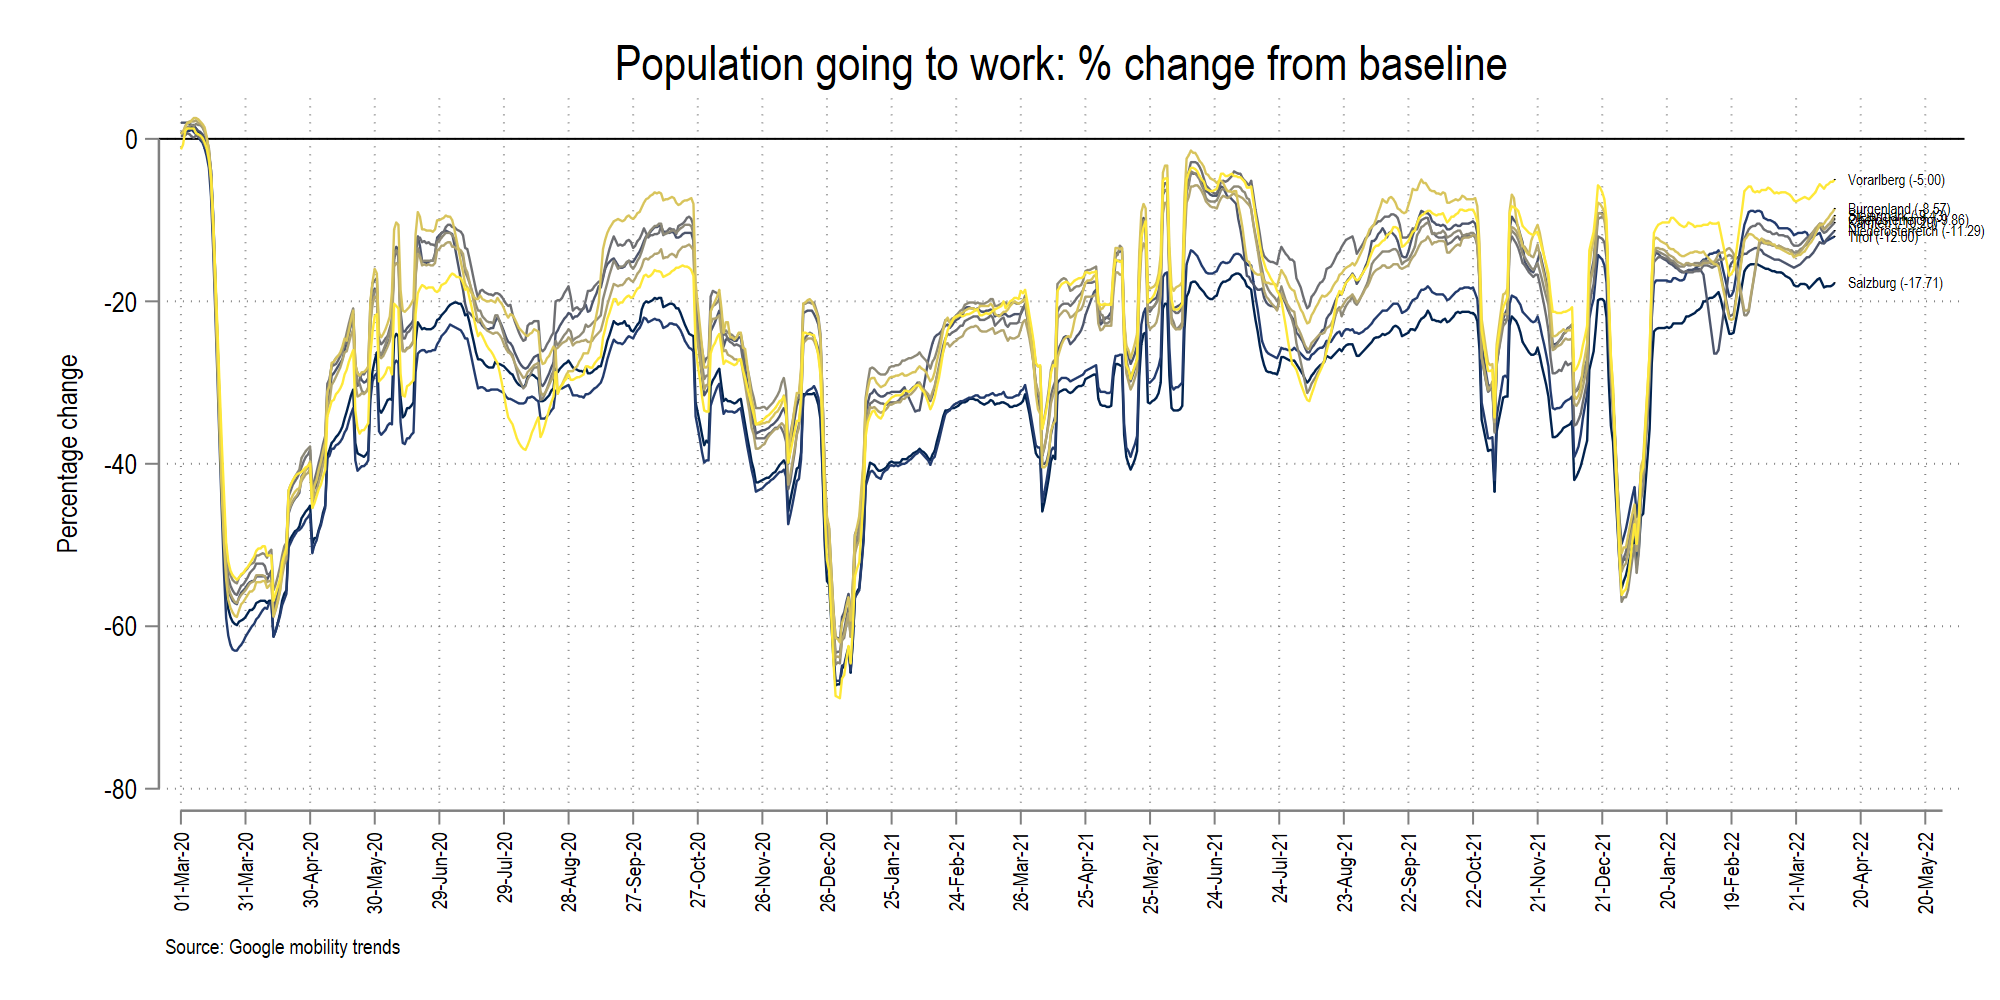 Population going to work: % change from baseline
Percentage change
0
-20
-40
-60
-80
Vorarlberg (-5.00)
Burgenland (-8.57)
Niederösterreich (-11.29)
Tirol (-12.00)
Salzburg (-17.71)
01-Mar-20
31-Mar-20
30-Apr-20
30-May-20
29-Jun-20
29-Jul-20
28-Aug-20
27-Sep-20
27-Oct-20
26-Nov-20
26-Dec-20
25-Jan-21
24-Feb-21
26-Mar-21
25-Apr-21
25-May-21
24-Jun-21
24-Jul-21
23-Aug-21
22-Sep-21
22-Oct-21
21-Nov-21
21-Dec-21
20-Jan-22
19-Feb-22
21-Mar-22
20-Apr-22
20-May-22
Source: Google mobility trends